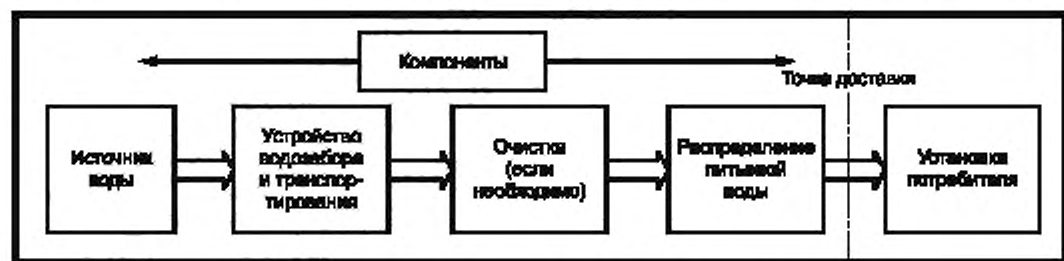 Компоненты
Точка доставки
Источник
воды
Устройство
водозабора
и транспор-
тирования
Очистка
(если
необходимо)
Распределение
питьевой
воды
Установка
потребителя